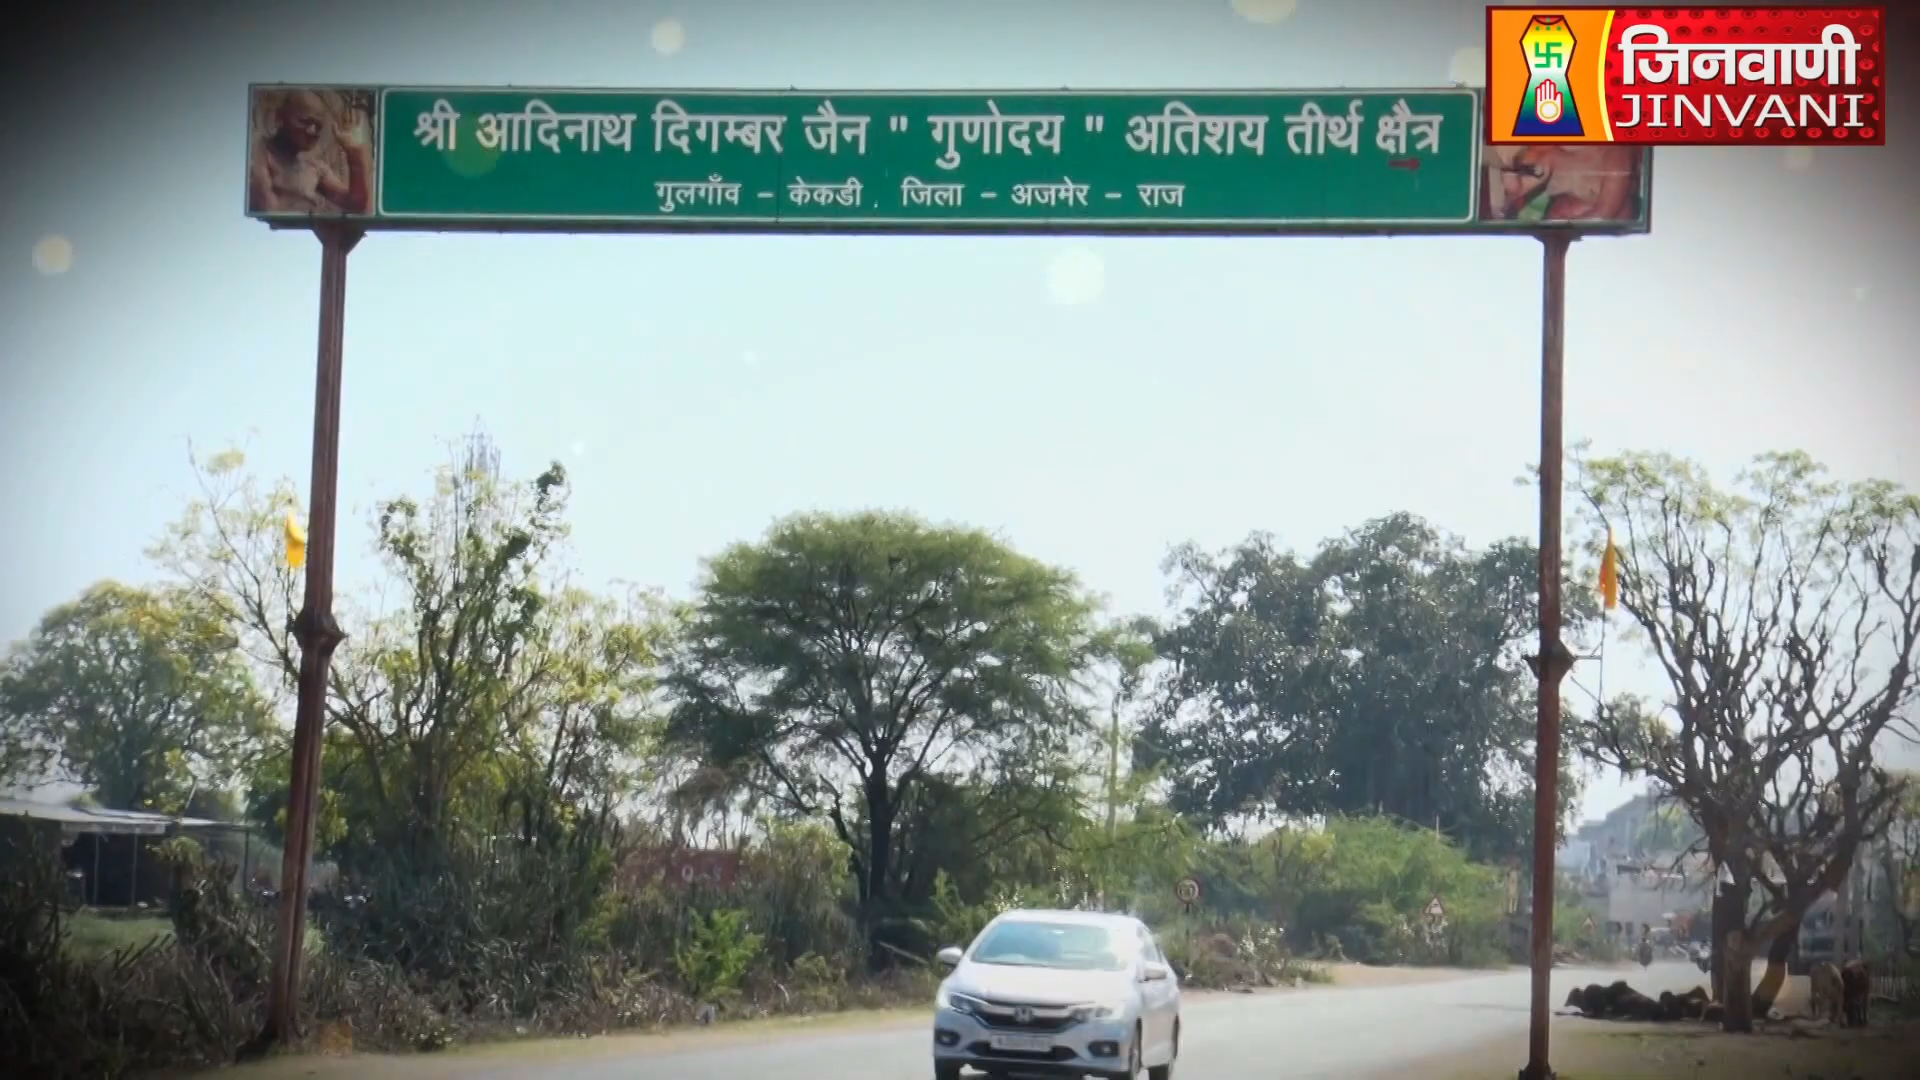 श्री आदिनाथ दिगम्बर जैन " गुणोदय " अतिशय तीर्थ क्षैत्र
गुलगाँव - केकडी . जिला - अजमेर - राज
जिनवाणी
JINVANI